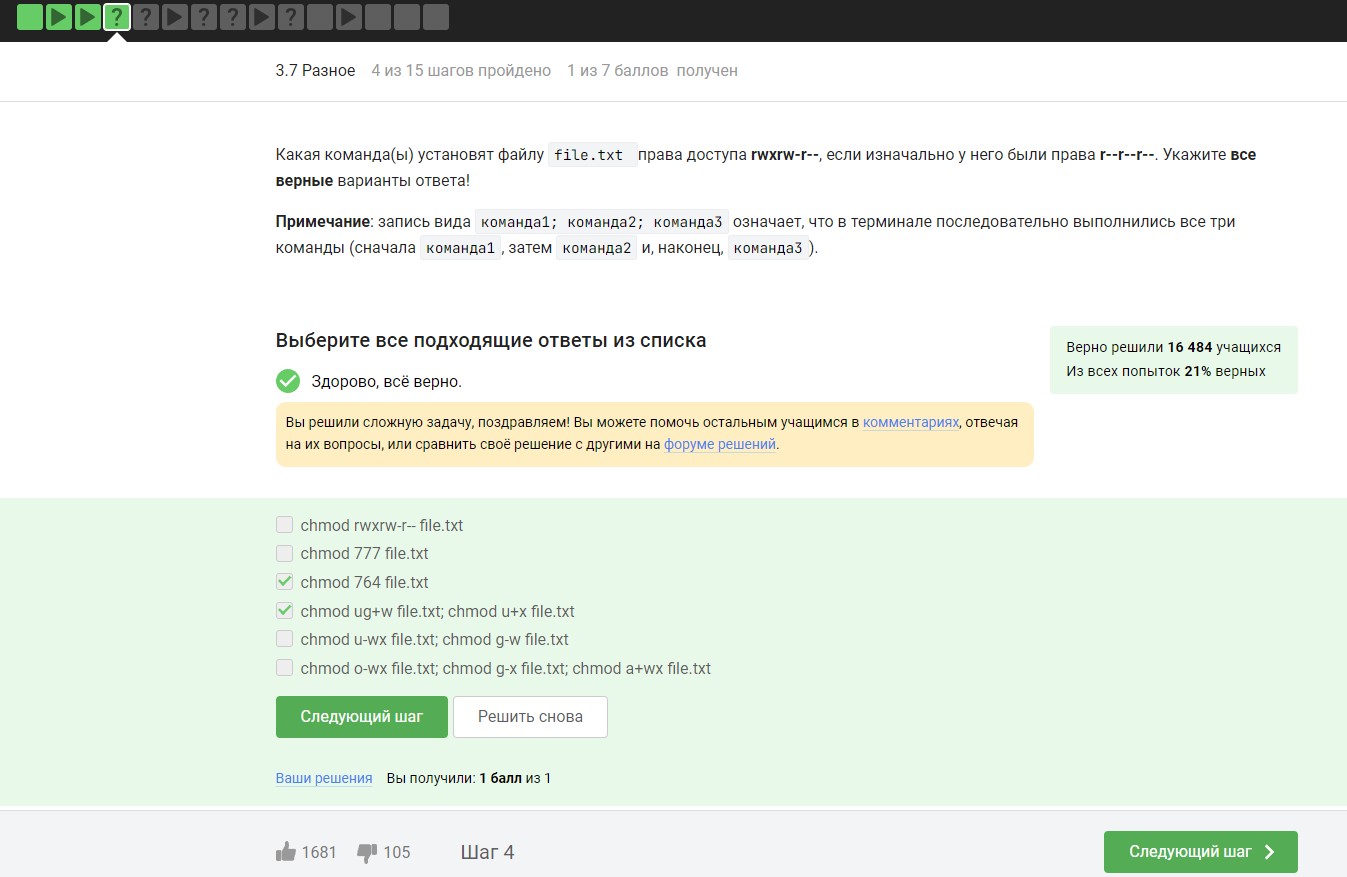 ? ? ? ? ?
3.7 Разное 4 из 15 шагов пройдено 1 из 7 баллов получен
Какая команда(ы) установят файлу file.txt права доступа rwxrw-r--, если изначально у него были права r--r--r--. Укажите все
верные варианты ответа!
Примечание: запись вида команда1; команда2; команда3 означает, что в терминале последовательно выполнились все три
команды (сначала команда1, затем команда2 и, наконец, команда3).
Выберите все подходящие ответы из списка
Верно решили 16 484 учащихся
Из всех попыток 21% верных
Здорово, всё верно.
Вы решили сложную задачу, поздравляем! Вы можете помочь остальным учащимся в комментариях, отвечая
на их вопросы, или сравнить своё решение с другими на форуме решений.
chmod rwxrw-r-- file.txt
chmod 777 file.txt
chmod 764 file.txt
chmod ug+w file.txt; chmod u+x file.txt
chmod u-wx file.txt; chmod g-w file.txt
chmod o-wx file.txt; chmod g-x file.txt; chmod a+wx file.txt
Следующий шаг Решить снова
Ваши решения Вы получили: 1 балл из 1
1681 105 Шаг 4 Следующий шаг